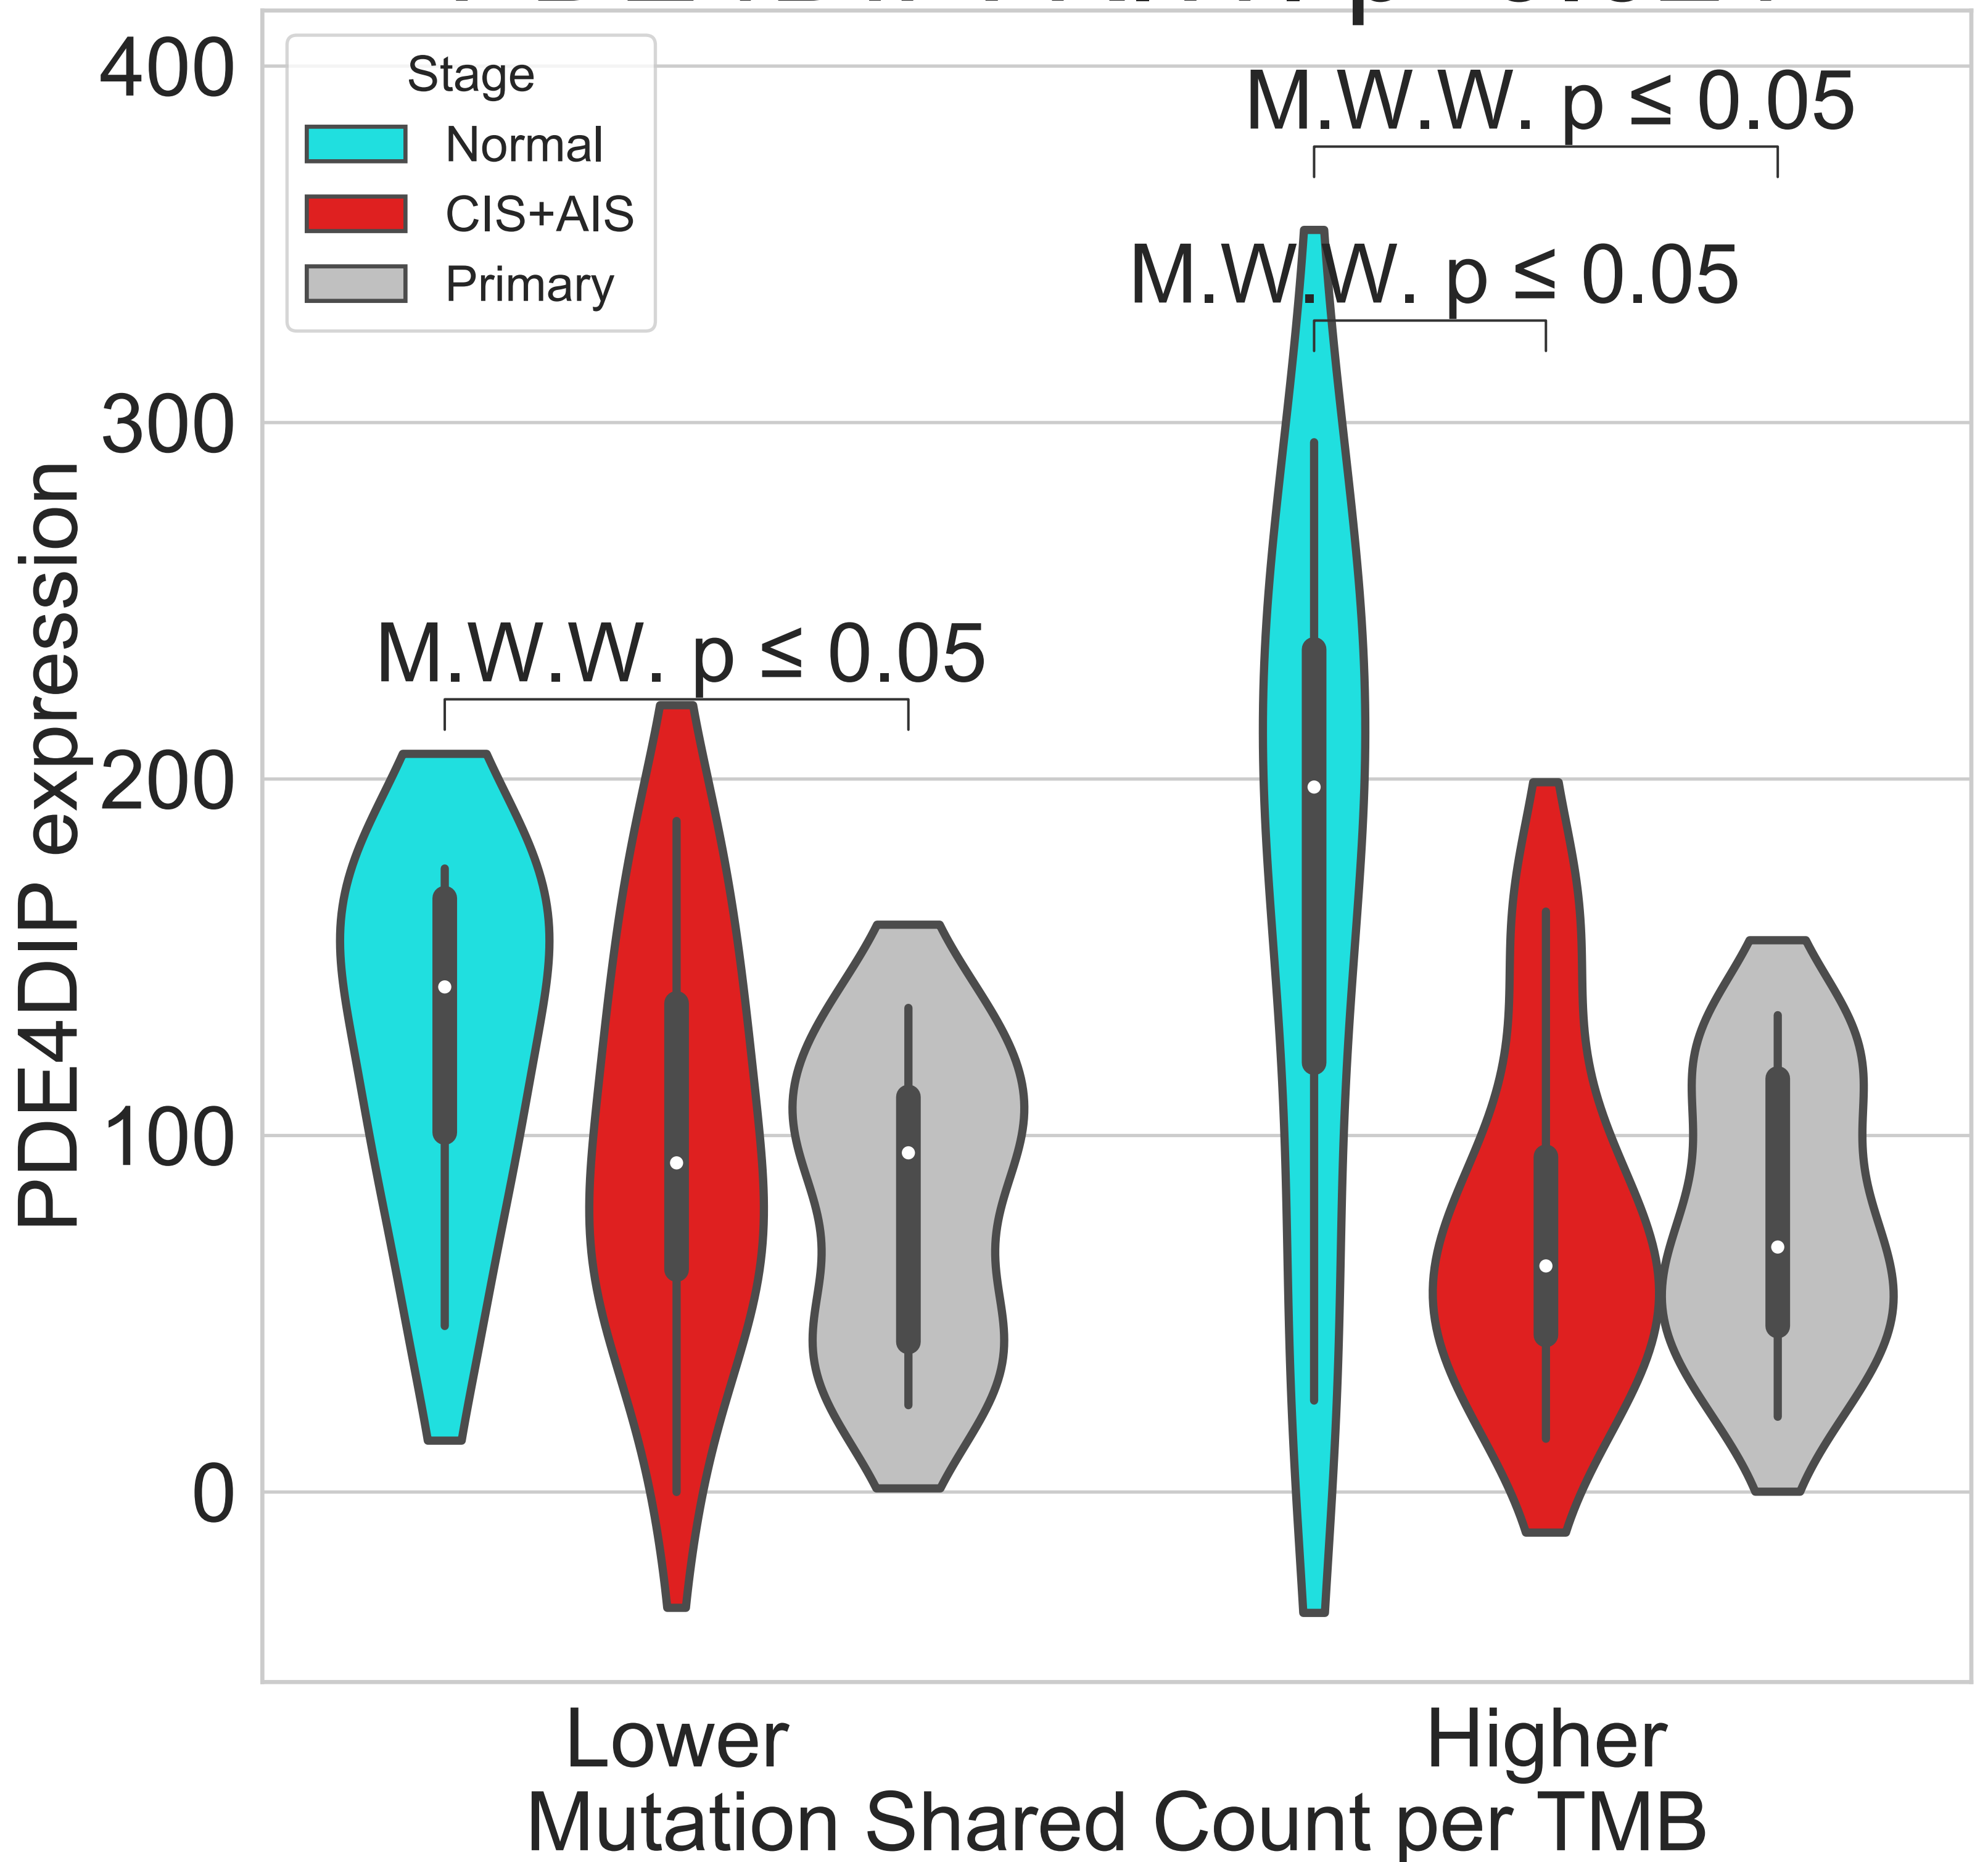 400
300
200
100
0
PDE4DIP expression
Stage
Normal
CIS+AIS
Primary
M.W.W. p ≤ 0.05
M.W.W. p ≤ 0.05
M.W.W. p ≤ 0.05
Lower
Higher
Mutation Shared Count per TMB